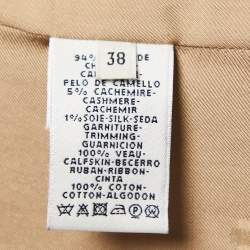 94%
38
PELO DE CAMELLO
5% CACHEMIRE-
CASHMERE-
CACHEMIR
1% SOIE-SILK-SEDA
GARNITURE-
TRIMMING-
GUARNICION
100% VEAU-
CALFSKIN-BECERRO
RUBAN-RIBBON-
CINTA
100% COTON-
COTTON-ALGODON